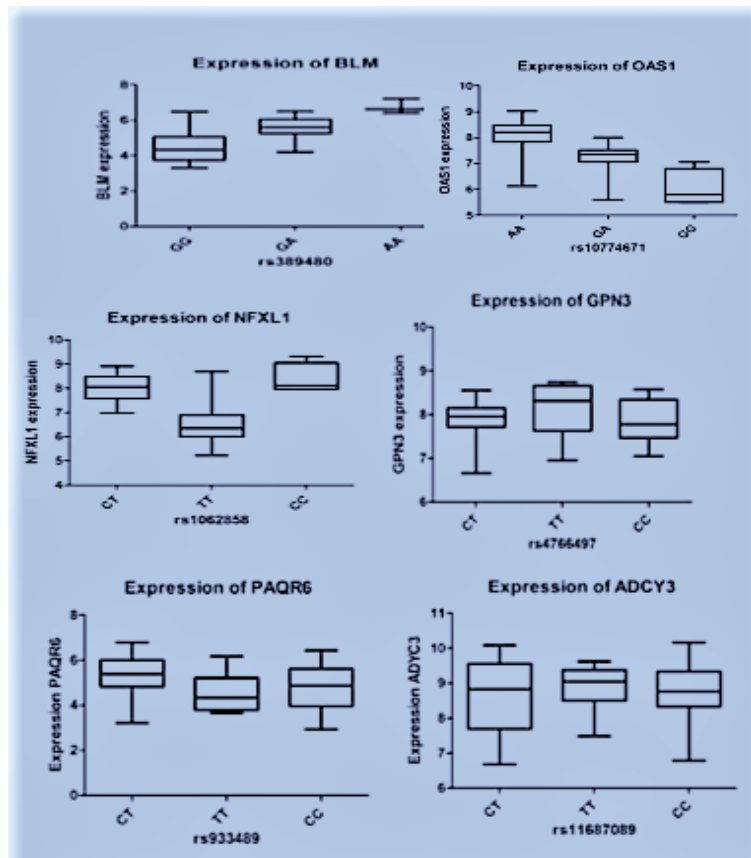 Expression of BLM
BLM expression
8
6
4
2
0
GG
GA
AA
rs389480
Expression of OAS1
OAS1 expression
10
9
8
7
6
5
AA
GA
GG
rs10774671
Expression of NFXL1
NFXL1 expression
10
9
8
7
6
5
4
CT
TT
CC
rs1062858
Expression of GPN3
GPN3 expression
10
9
8
7
6
CT
TT
CC
rs4766497
Expression of PAQR6
Expression PAQR6
8
6
4
2
0
CT
TT
CC
rs933489
Expression of ADCY3
Expression ADYC3
11
10
9
8
7
6
CT
TT
CC
rs11687089